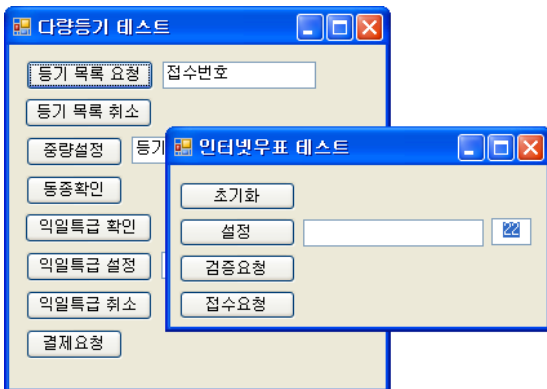 다량등기 테스트
등기 목록 요청 접수번호
등기 목록 취소
중량설정 등기
동종확인
익일특급 확인
익일특급 설정
익일특급 취소
결제요청
인터넷우표 테스트
초기화
설정 22
검증요청
접수요청